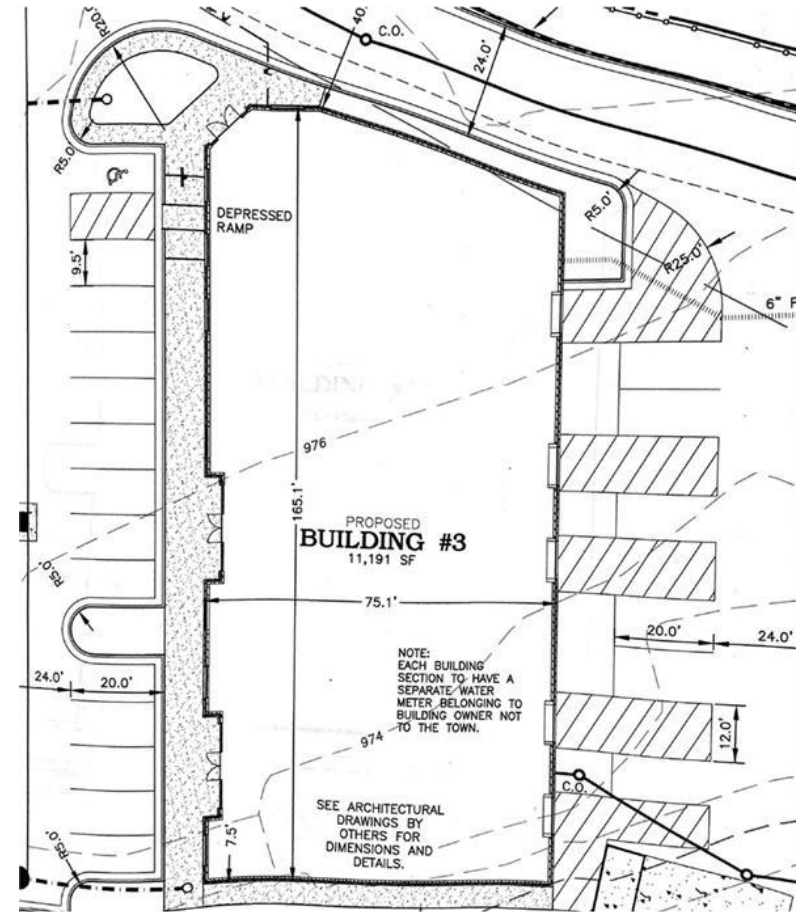 R20.0'
40.
C.O.
24.0'
R5.0'
DEPRESSED
RAMP
R5.0'
R25.0'
9.5'
6" F
976
165.1'
PROPOSED
BUILDING #3
11,191 SF
75.1'
R5.0'
20.0'
24.0'
24.0'
20.0'
NOTE:
EACH BUILDING
SECTION TO HAVE A
SEPARATE WATER
METER BELONGING TO
BUILDING OWNER NOT
TO THE TOWN.
12.0'
974
C.O.
SEE ARCHITECTURAL
DRAWINGS BY
OTHERS FOR
DIMENSIONS AND
DETAILS.
7.5'
R5.0'